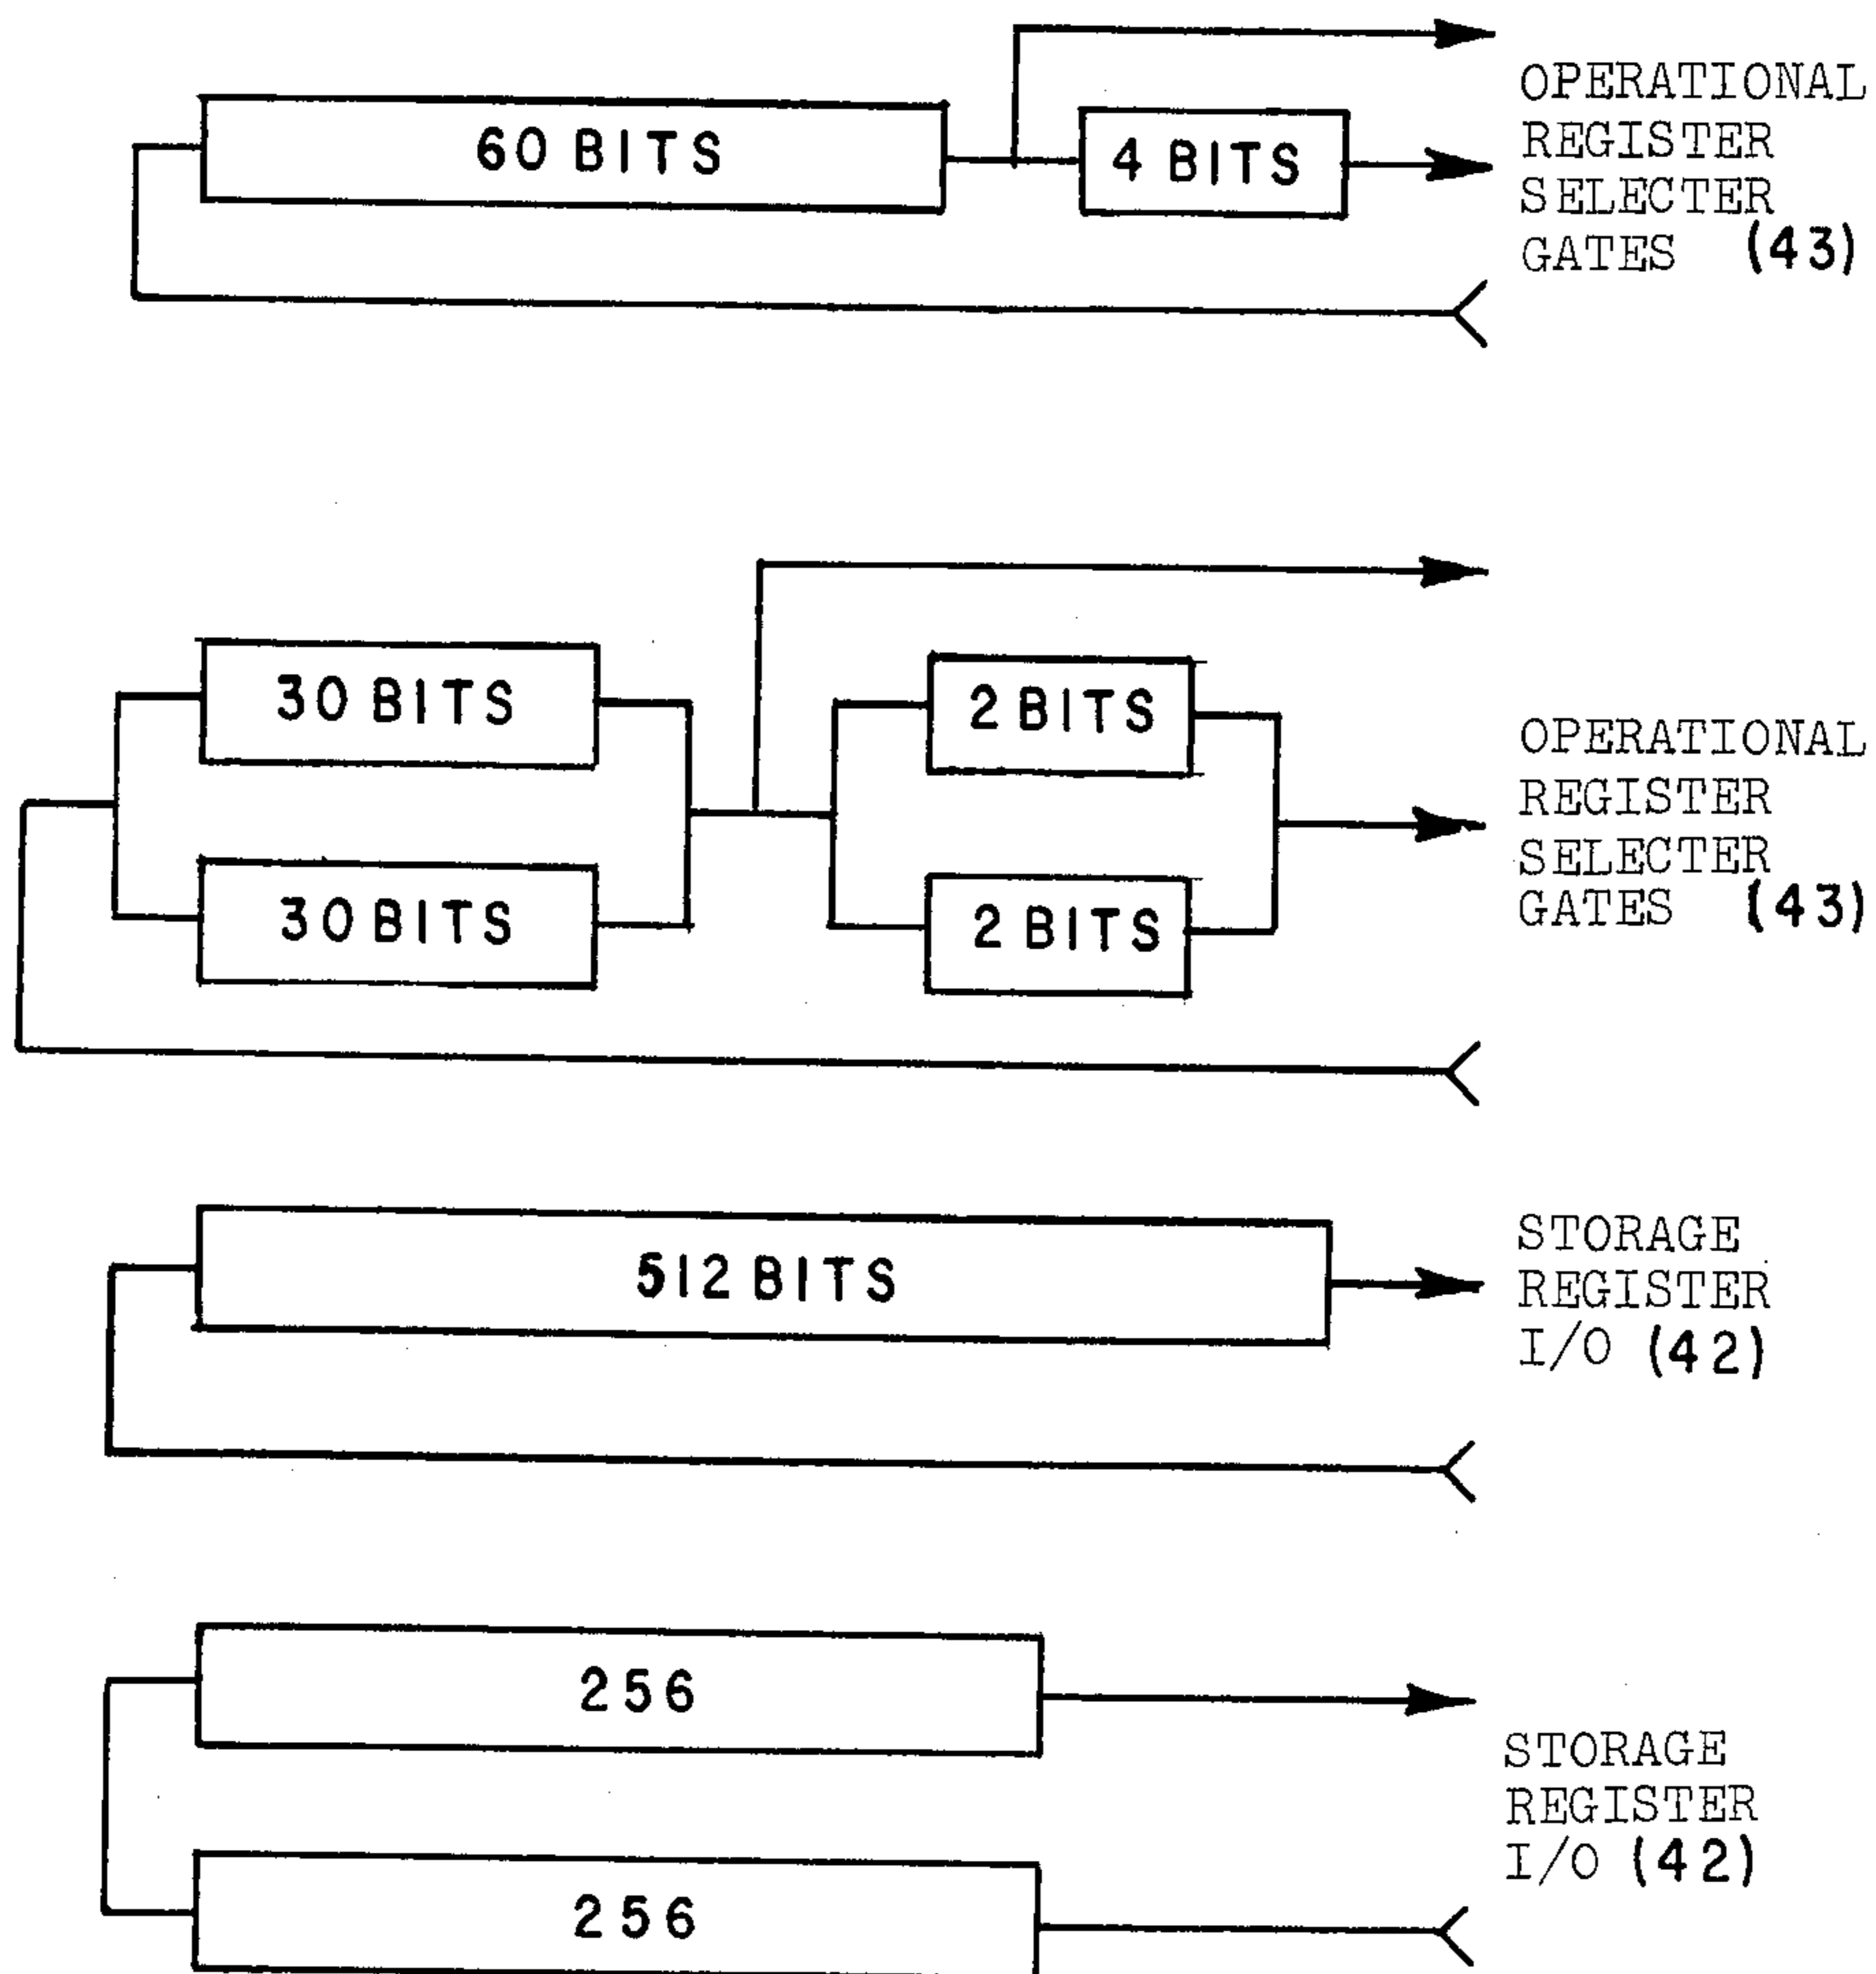 60 BITS
4 BITS
OPERATIONAL
REGISTER
SELECTER
GATES (43)
30 BITS
2 BITS
30 BITS
2 BITS
OPERATIONAL
REGISTER
SELECTER
GATES (43)
512 BITS
STORAGE
REGISTER
I/O (42)
256
256
STORAGE
REGISTER
I/O (42)